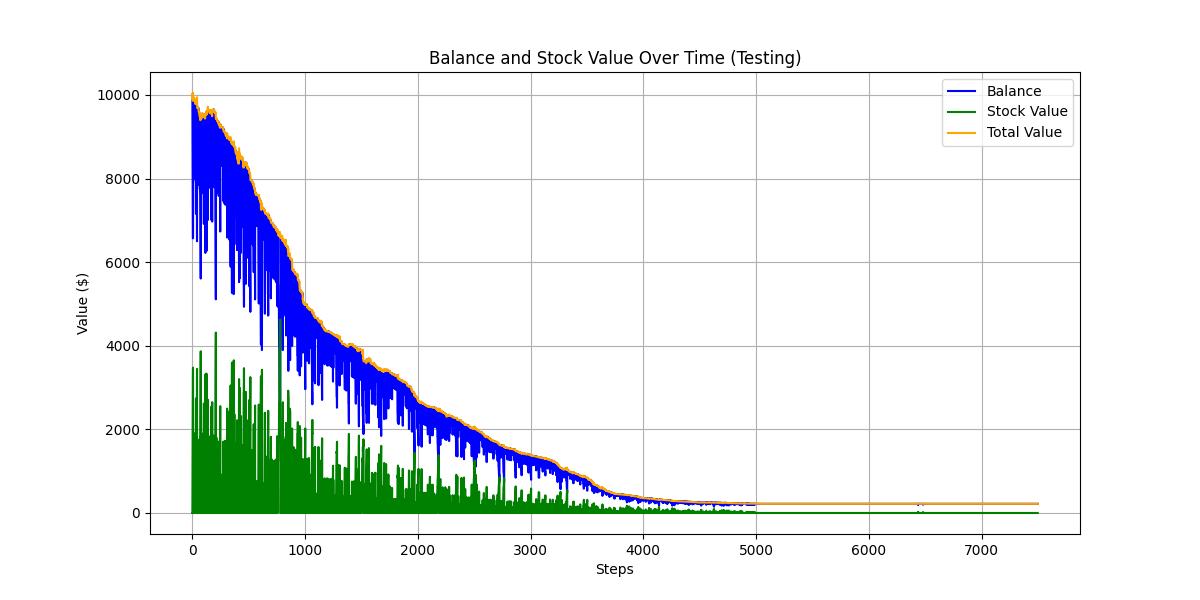 Balance and Stock Value Over Time (Testing)
Balance
Stock Value
Total Value
Value ($)
10000
8000
6000
4000
2000
0
0 1000 2000 3000 4000 5000 6000 7000
Steps